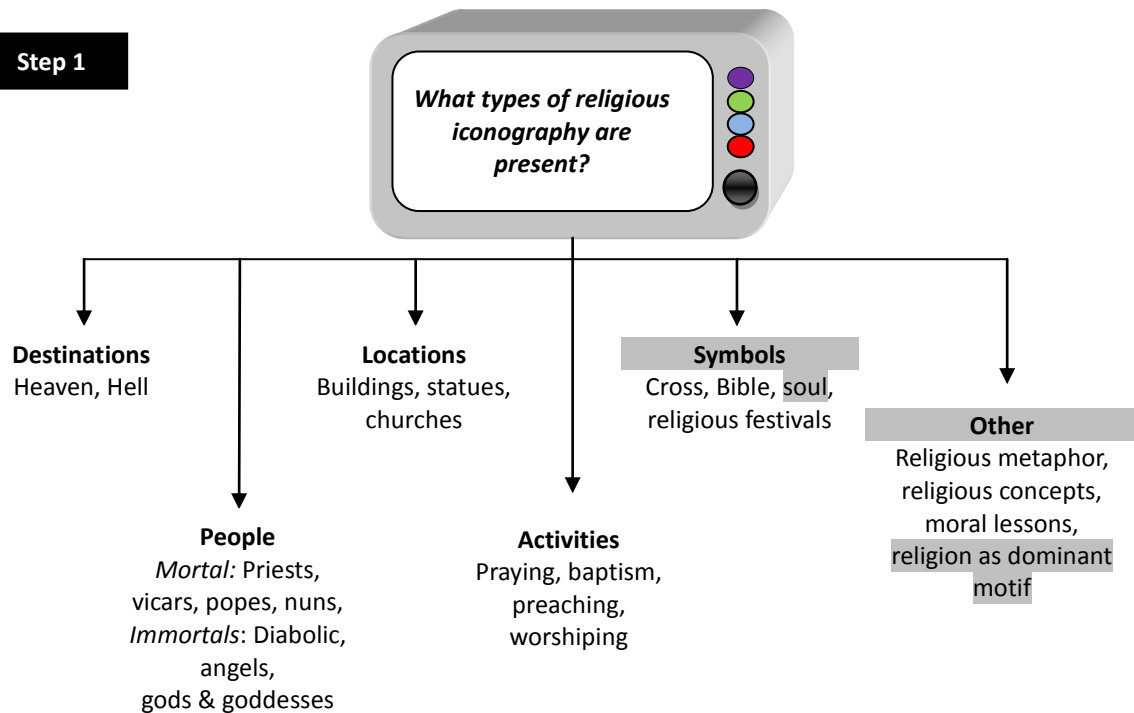 Step 1
What types of religious
iconography are
present?
Destinations
Heaven, Hell
Locations
Buildings, statues,
churches
Symbols
Cross, Bible, soul,
religious festivals
Other
Religious metaphor,
religious concepts,
moral lessons,
religion as dominant
motif
People
Mortal: Priests,
vicars, popes, nuns,
Immortals: Diabolic,
angels,
gods & goddesses
Activities
Praying, baptism,
preaching,
worshiping